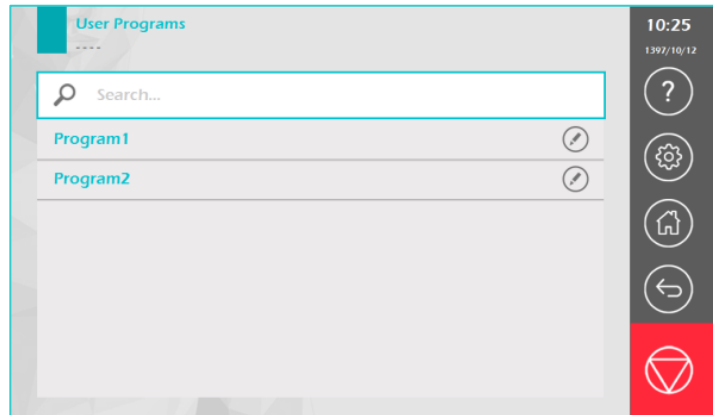 User Programs
----
Search...
Program1
Program2
10:25
1397/10/12
?